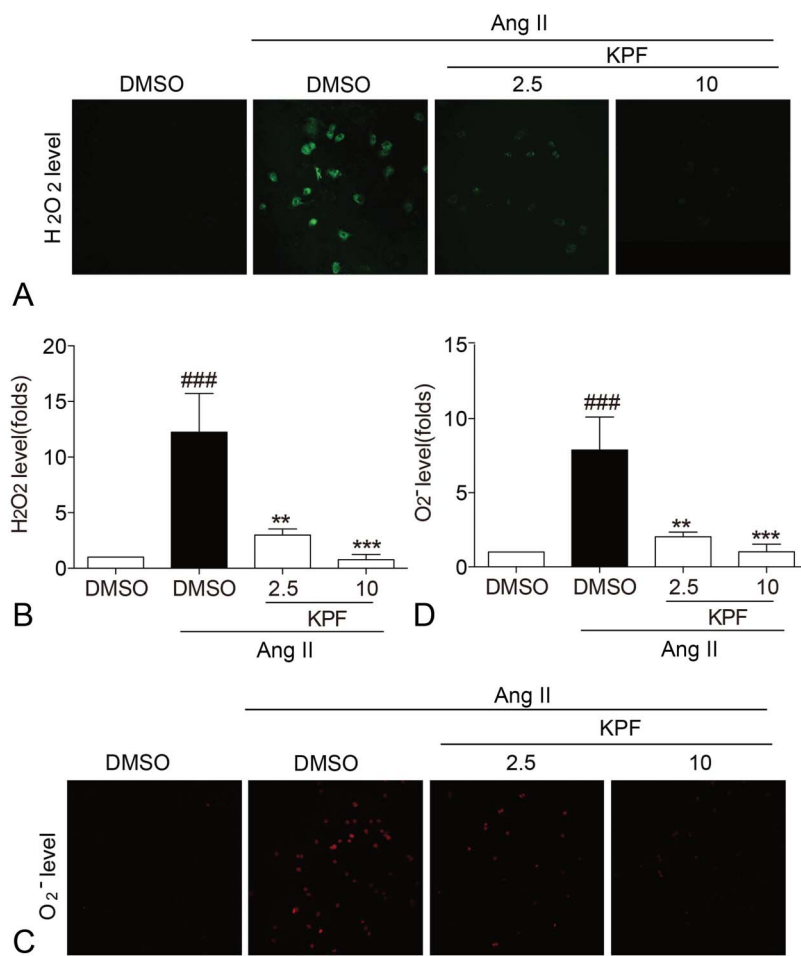 Ang II
KPF
DMSO DMSO 2.5 10
H2O2 level
A
20
15
10
5
0
H2O2 level(folds)
###
**
***
DMSO DMSO 2.5 10
KPF
Ang II
B
15
10
5
0
O2⁻ level(folds)
###
**
***
DMSO DMSO 2.5 10
KPF
Ang II
D
Ang II
KPF
DMSO DMSO 2.5 10
O2⁻ level
C